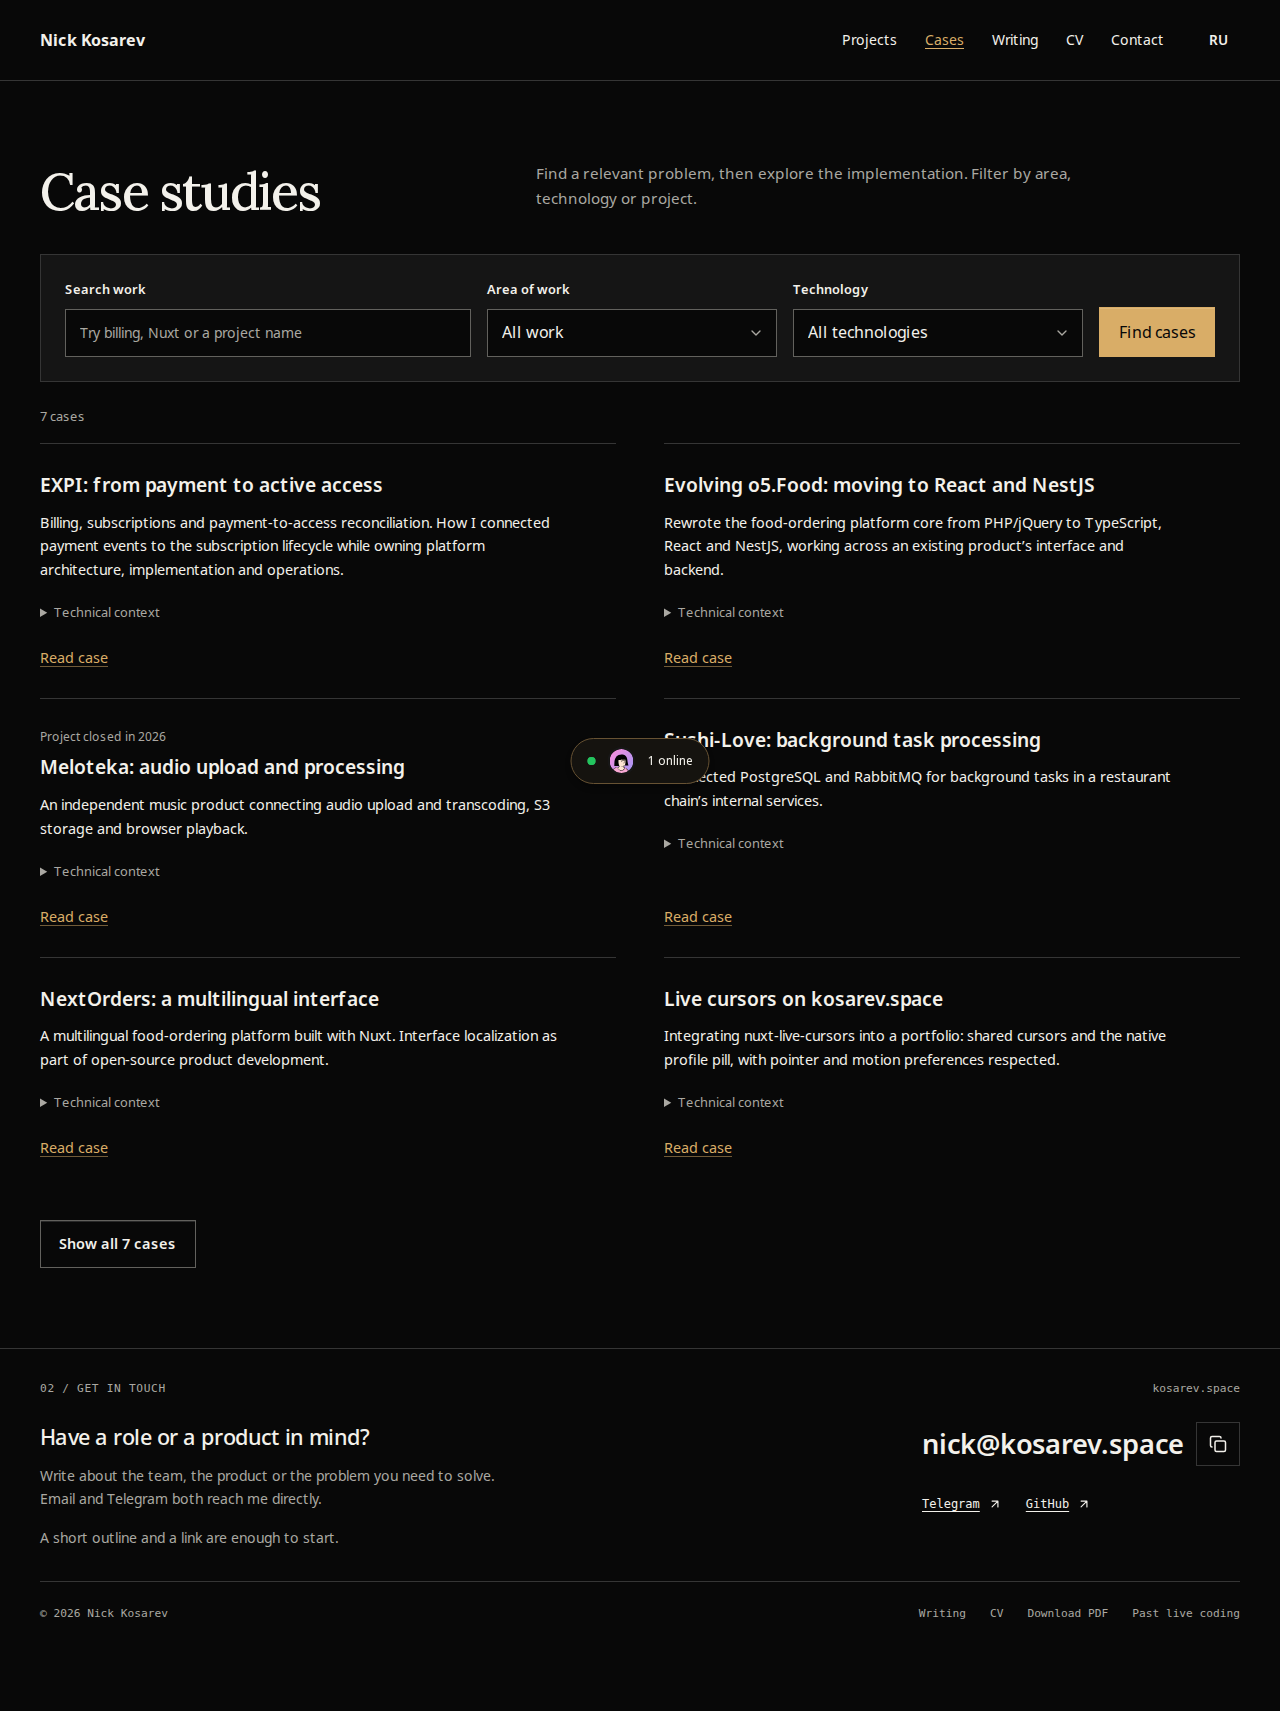 Nick Kosarev
Projects Cases Writing CV Contact RU
Case studies
Find a relevant problem, then explore the implementation. Filter by area,
technology or project.
Search work
Try billing, Nuxt or a project name
Area of work
All work
Technology
All technologies
Find cases
7 cases
EXPI: from payment to active access
Billing, subscriptions and payment-to-access reconciliation. How I connected
payment events to the subscription lifecycle while owning platform
architecture, implementation and operations.
Technical context
Read case
Evolving o5.Food: moving to React and NestJS
Rewrote the food-ordering platform core from PHP/jQuery to TypeScript,
React and NestJS, working across an existing product’s interface and
backend.
Technical context
Read case
Project closed in 2026
Meloteka: audio upload and processing
An independent music product connecting audio upload and transcoding, S3
storage and browser playback.
Technical context
Read case
1 online
hi-Love: background task processing
PostgreSQL and RabbitMQ for background tasks in a restaurant
chain’s internal services.
Technical context
Read case
NextOrders: a multilingual interface
A multilingual food-ordering platform built with Nuxt. Interface localization as
part of open-source product development.
Technical context
Read case
Live cursors on kosarev.space
Integrating nuxt-live-cursors into a portfolio: shared cursors and the native
profile pill, with pointer and motion preferences respected.
Technical context
Read case
Show all 7 cases
02 / GET IN TOUCH
kosarev.space
Have a role or a product in mind?
Write about the team, the product or the problem you need to solve.
Email and Telegram both reach me directly.
A short outline and a link are enough to start.
nick@kosarev.space
Telegram GitHub
© 2026 Nick Kosarev
Writing CV Download PDF Past live coding